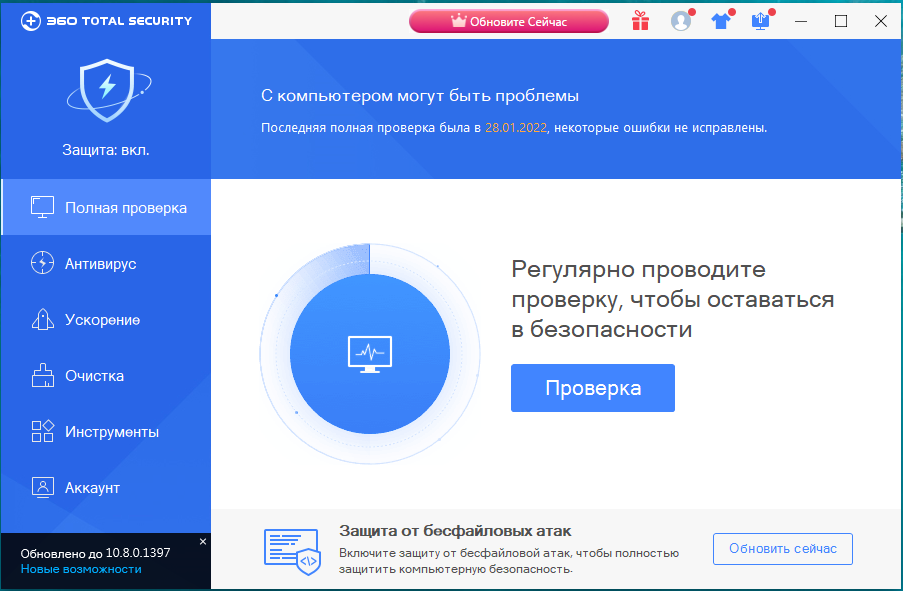 360 TOTAL SECURITY
Обновите Сейчас
Защита: вкл.
Полная проверка
Антивирус
Ускорение
Очистка
Инструменты
Аккаунт
Обновлено до 10.8.0.1397
Новые возможности
С компьютером могут быть проблемы
Последняя полная проверка была в 28.01.2022, некоторые ошибки не исправлены.
Регулярно проводите
проверку, чтобы оставаться
в безопасности
Проверка
Защита от бесфайловых атак
Включите защиту от бесфайловой атак, чтобы полностью
защитить компьютерную безопасность.
Обновить сейчас